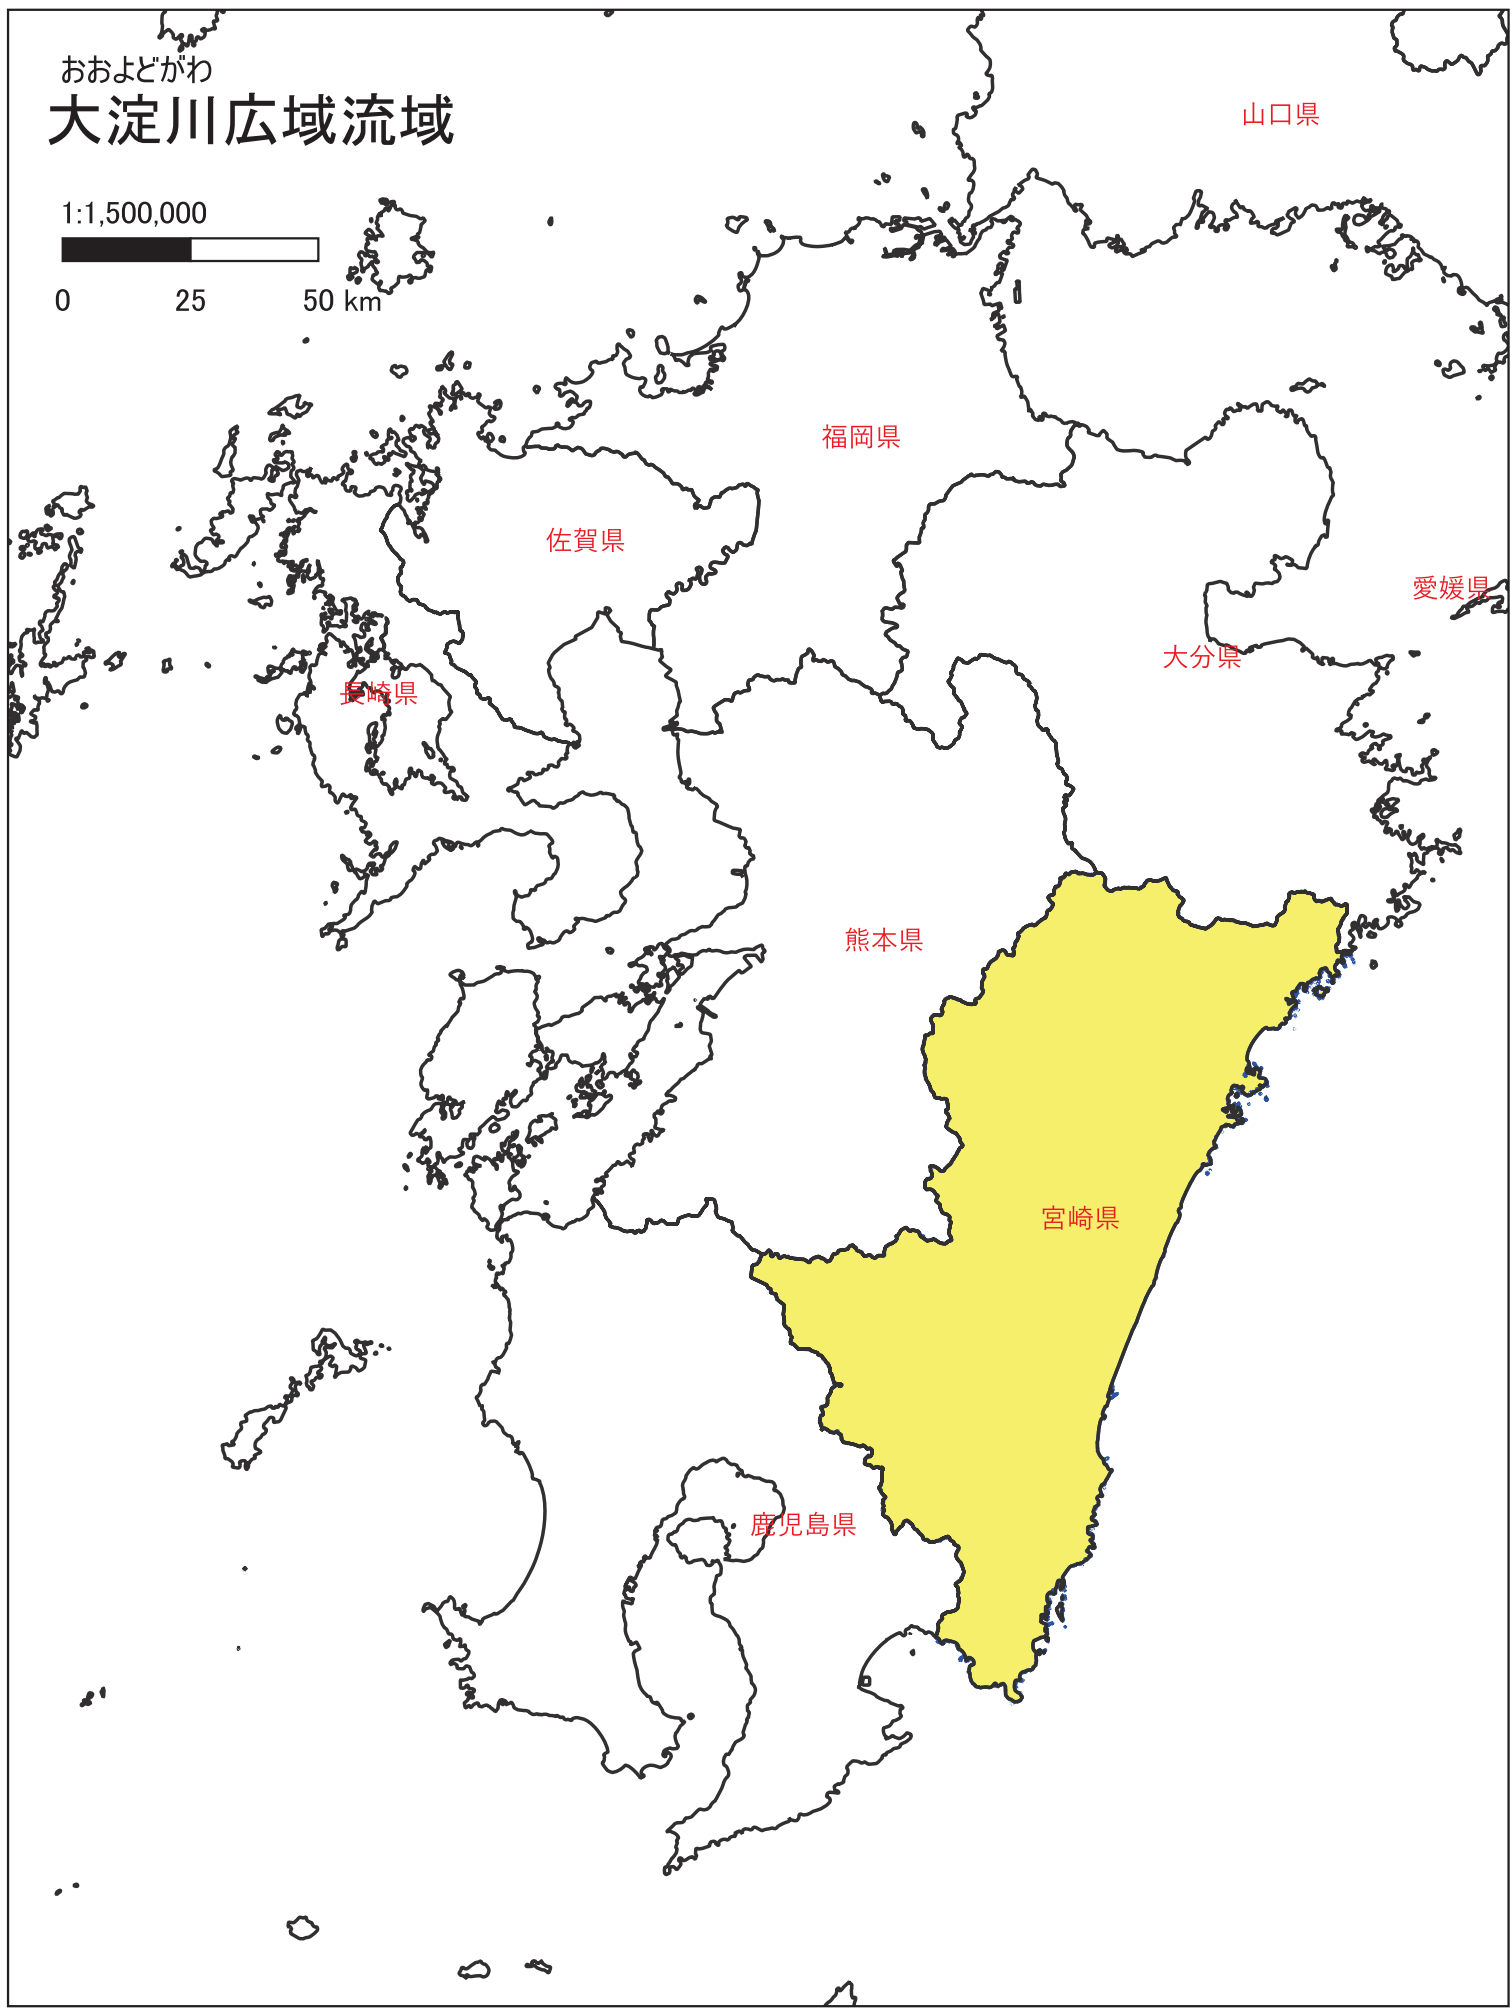 おおよどがわ
大淀川広域流域
1:1,500,000
0 25 50 km
山口県
福岡県
佐賀県
愛媛県
大分県
長崎県
熊本県
宮崎県
鹿児島県